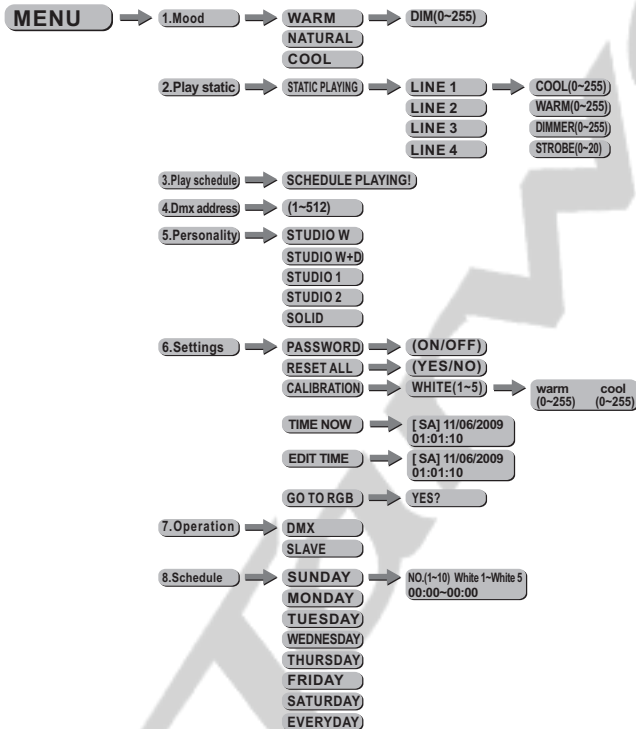 MENU 1.Mood WARM DIM(0~255)
NATURAL
COOL
2.Play static STATIC PLAYING LINE 1 COOL(0~255)
LINE 2 WARM(0~255)
LINE 3 DIMMER(0~255)
LINE 4 STROBE(0~20)
3.Play schedule SCHEDULE PLAYING!
4.Dmx address (1~512)
5.Personality STUDIO W
STUDIO W+D
STUDIO 1
STUDIO 2
SOLID
6.Settings PASSWORD (ON/OFF)
RESET ALL (YES/NO)
CALIBRATION WHITE(1~5) warm cool
(0~255) (0~255)
TIME NOW [ SA] 11/06/2009
01:01:10
EDIT TIME [ SA] 11/06/2009
01:01:10
GO TO RGB YES?
7.Operation DMX
SLAVE
8.Schedule SUNDAY NO.(1~10) White 1~White 5
00:00~00:00
MONDAY
TUESDAY
WEDNESDAY
THURSDAY
FRIDAY
SATURDAY
EVERYDAY